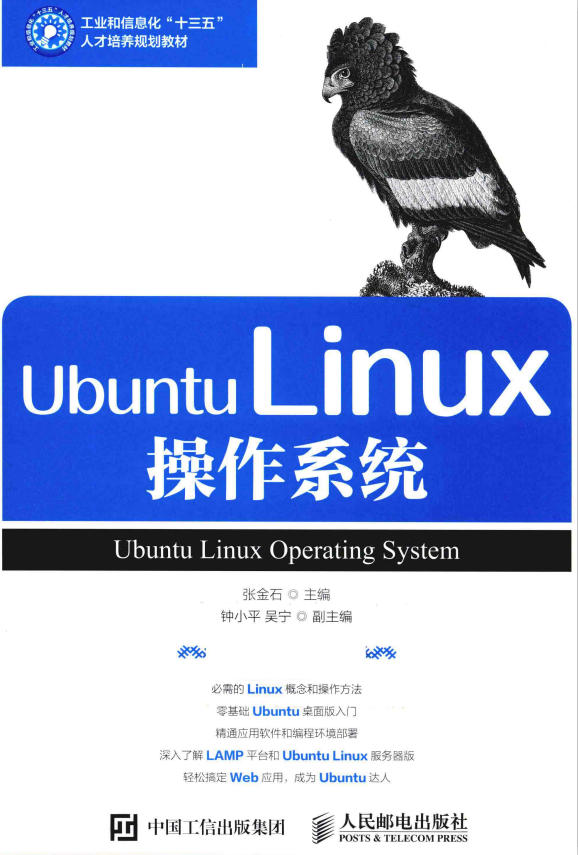 工业和信息化“十三五”
人才培养规划教材
Ubuntu Linux
操作系统
Ubuntu Linux Operating System
张金石 ◎ 主编
钟小平 吴宁 ◎ 副主编
必需的 Linux 概念和操作方法
零基础 Ubuntu 桌面版入门
精通应用软件和编程环境部署
深入了解 LAMP 平台和 Ubuntu Linux 服务器版
轻松搞定 Web 应用，成为 Ubuntu 达人
中国工信出版集团
人民邮电出版社
POSTS & TELECOM PRESS